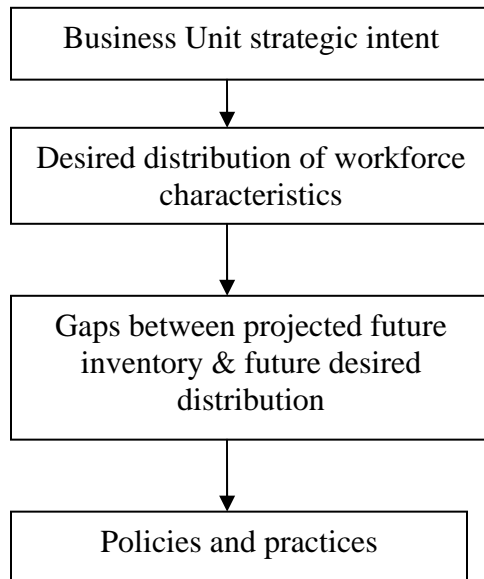 Business Unit strategic intent
Desired distribution of workforce
characteristics
Gaps between projected future
inventory & future desired
distribution
Policies and practices